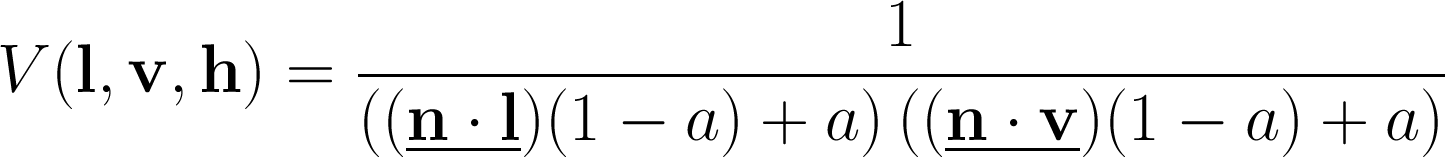 V(𝐥, 𝐯, 𝐡) = 1 / (((𝐧 · 𝐥)(1 − a) + a) ((𝐧 · 𝐯)(1 − a) + a))